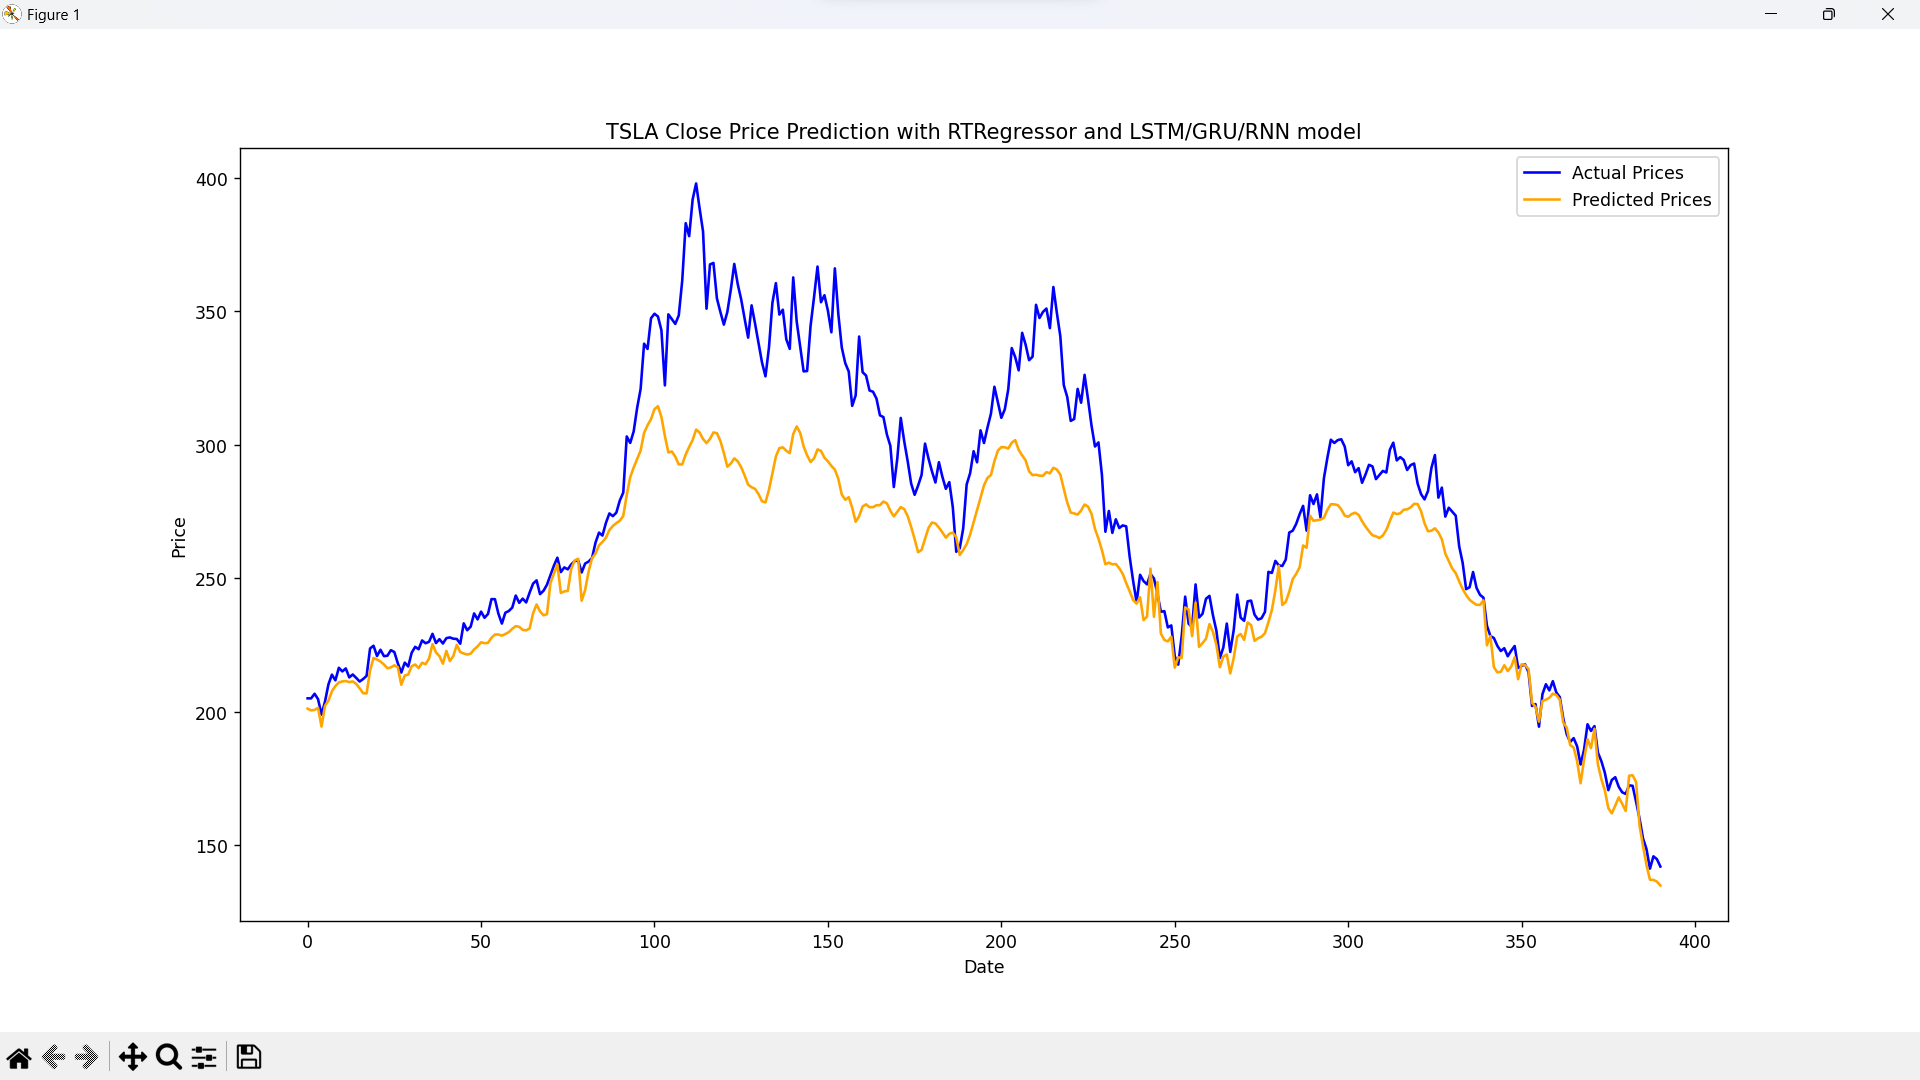 Figure 1
TSLA Close Price Prediction with RTRegressor and LSTM/GRU/RNN model
Actual Prices
Predicted Prices
400
350
300
250
200
150
Price
0 50 100 150 200 250 300 350 400
Date